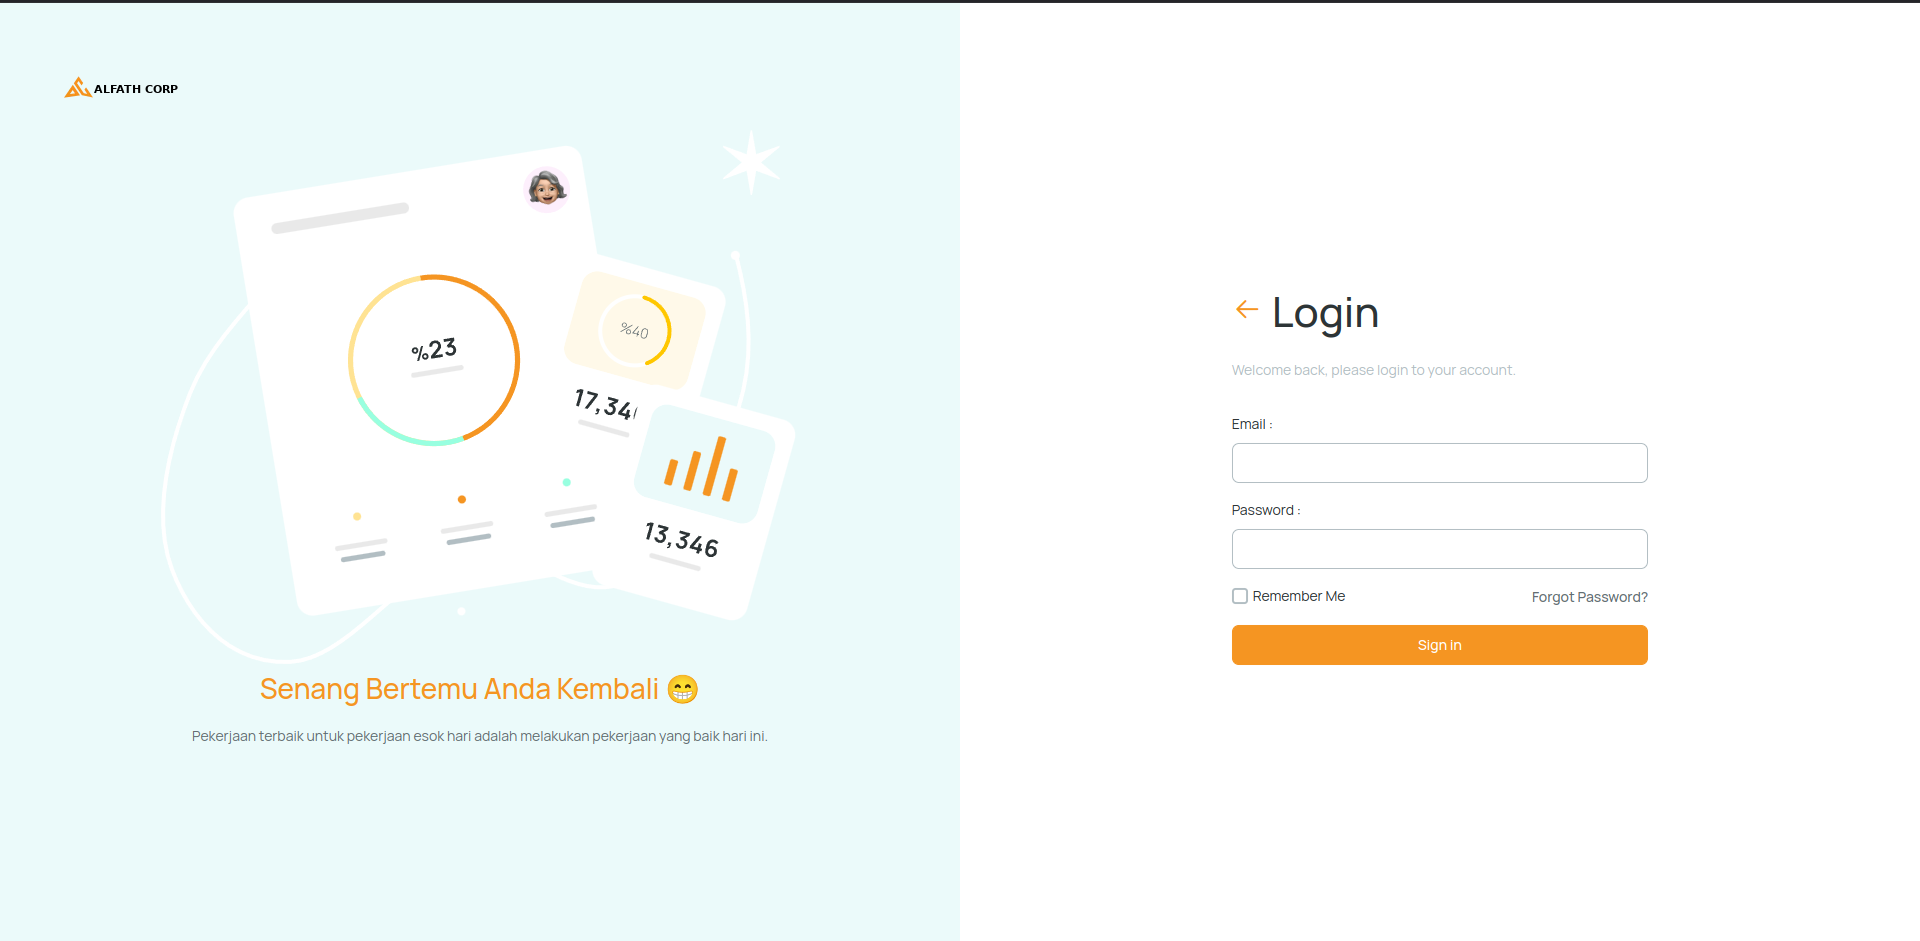 ALFATH CORP
%23
%40
13,346
Senang Bertemu Anda Kembali 😁
Pekerjaan terbaik untuk pekerjaan esok hari adalah melakukan pekerjaan yang baik hari ini.
Login
Welcome back, please login to your account.
Email :
Password :
Remember Me
Forgot Password?
Sign in